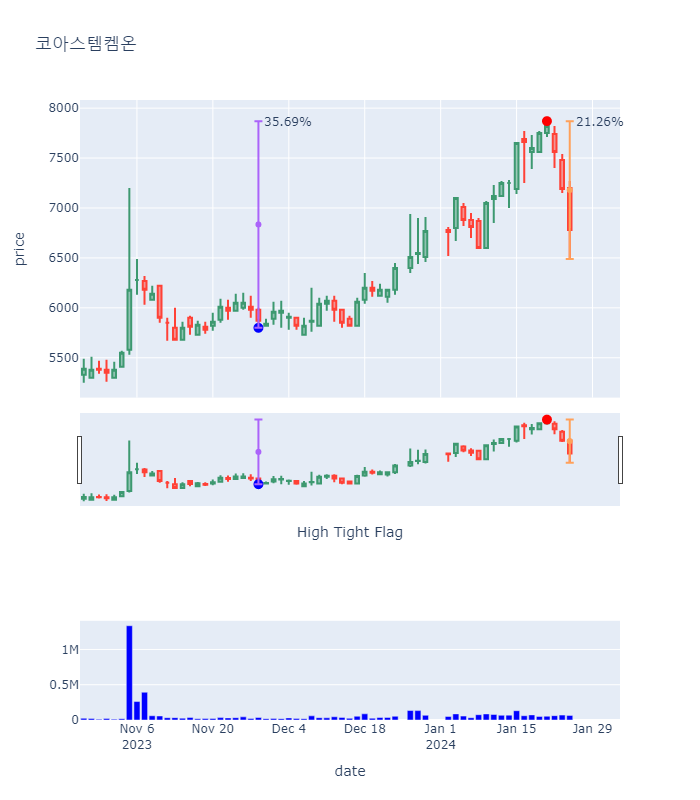 코아스템켐온
8000
7500
7000
6500
6000
5500
price
35.69%
21.26%
High Tight Flag
1M
0.5M
0
Nov 6
2023
Nov 20
Dec 4
Dec 18
Jan 1
2024
Jan 15
Jan 29
date